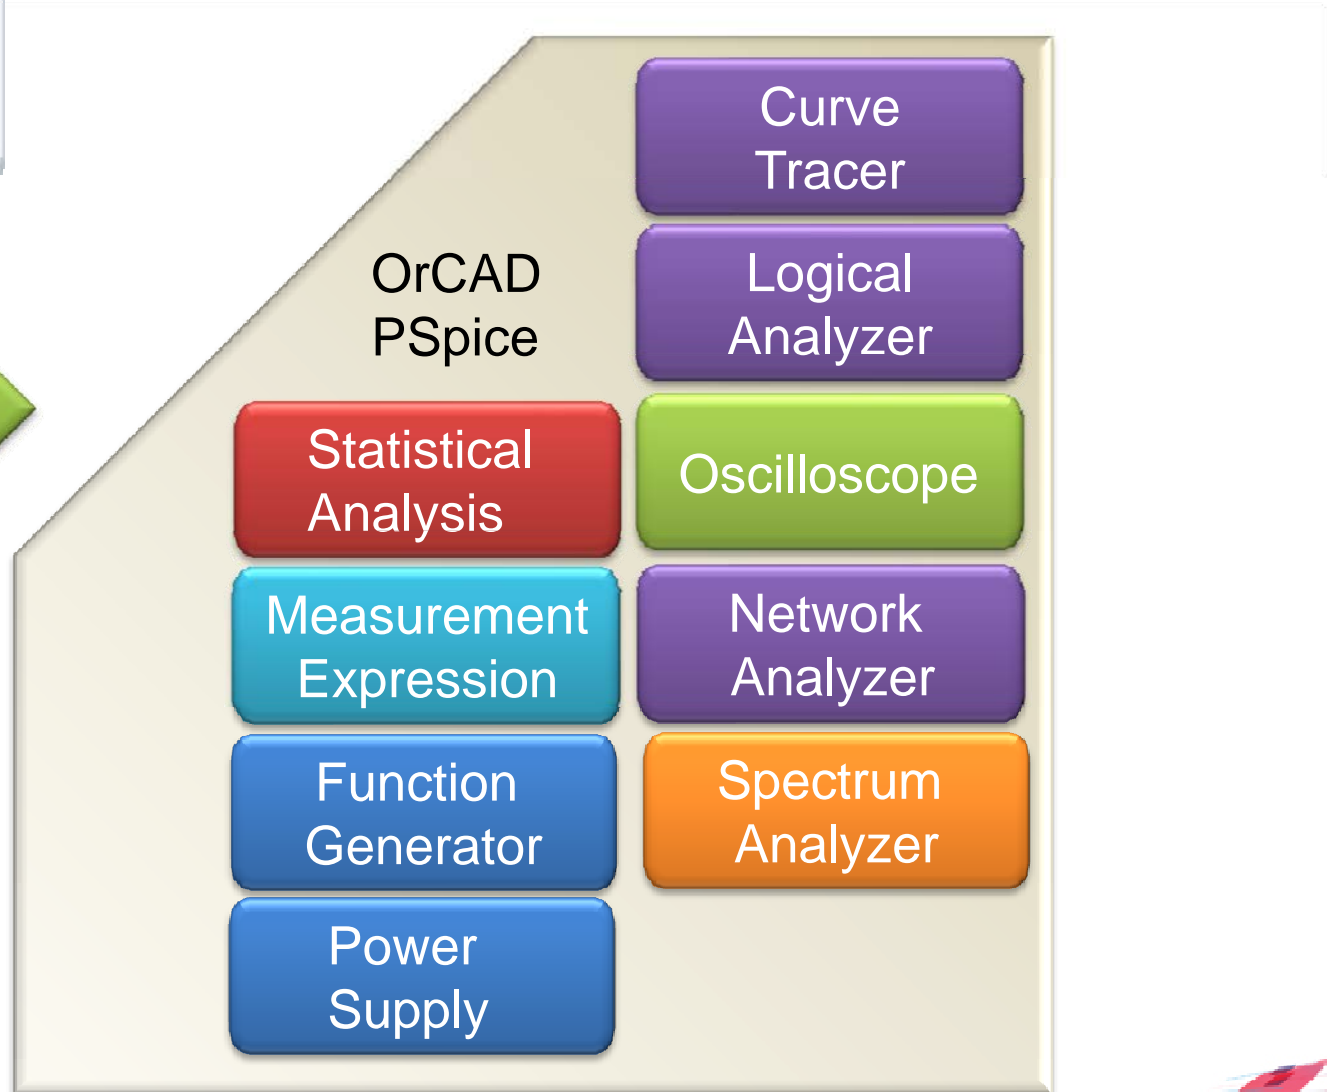 Curve
Tracer
OrCAD
PSpice
Logical
Analyzer
Statistical
Analysis
Oscilloscope
Measurement
Expression
Network
Analyzer
Function
Generator
Spectrum
Analyzer
Power
Supply